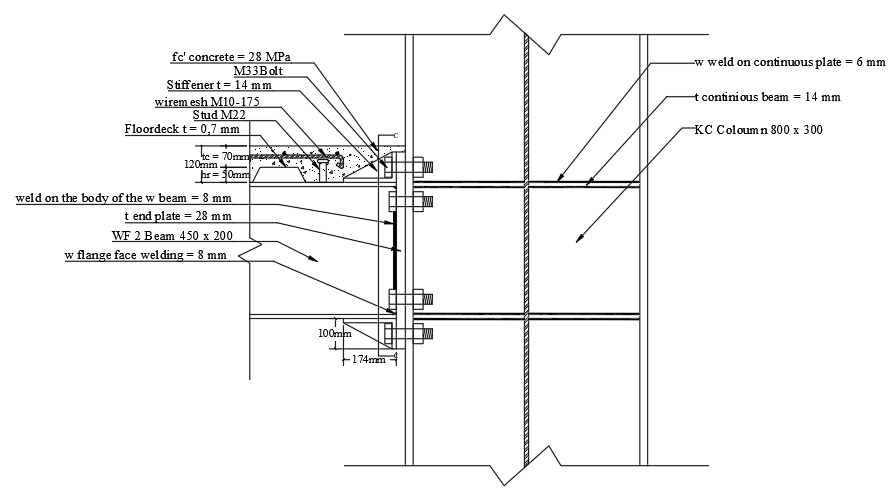 fc' concrete = 28 MPa
M33Bolt
Stiffener t = 14 mm
wiremesh M10-175
Stud M22
Floordeck t = 0,7 mm
tc = 70mm
120mm
hr = 50mm
weld on the body of the w beam = 8 mm
t end plate = 28 mm
WF 2 Beam 450 x 200
w flange face welding = 8 mm
100mm
174mm
C
C
w weld on continuous plate = 6 mm
t continious beam = 14 mm
KC Coloumn 800 x 300